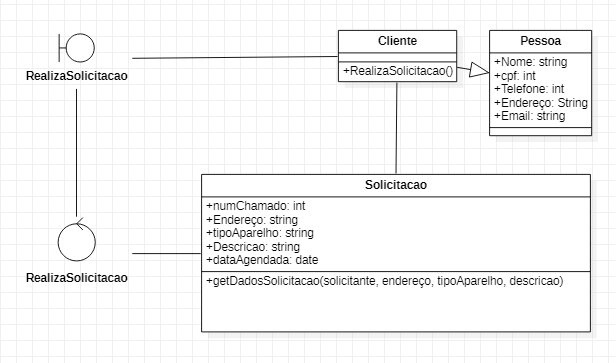 RealizaSolicitacao
Cliente
+RealizaSolicitacao()
Pessoa
+Nome: string
+cpf: int
+Telefone: int
+Endereço: String
+Email: string
RealizaSolicitacao
Solicitacao
+numChamado: int
+Endereço: string
+tipoAparelho: string
+Descricao: string
+dataAgendada: date
+getDadosSolicitacao(solicitante, endereço, tipoAparelho, descricao)